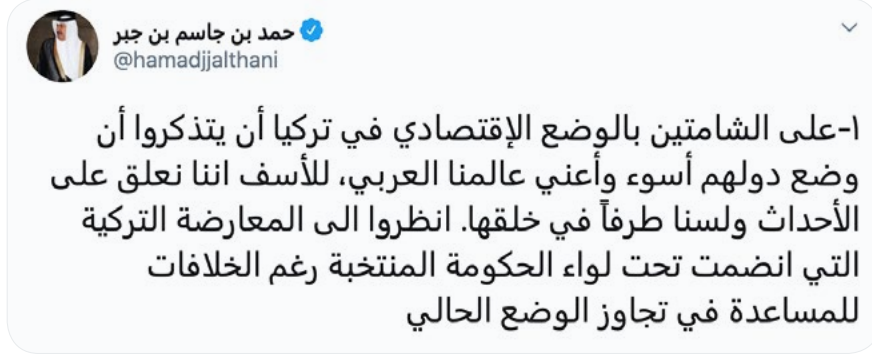 حمد بن جاسم بن جبر
@hamadjjalthani
١-على الشامتين بالوضع الإقتصادي في تركيا أن يتذكروا أن
وضع دولهم أسوء وأعني عالمنا العربي، للأسف اننا نعلق على
الأحداث ولسنا طرفاً في خلقها. انظروا الى المعارضة التركية
التي انضمت تحت لواء الحكومة المنتخبة رغم الخلافات
للمساعدة في تجاوز الوضع الحالي